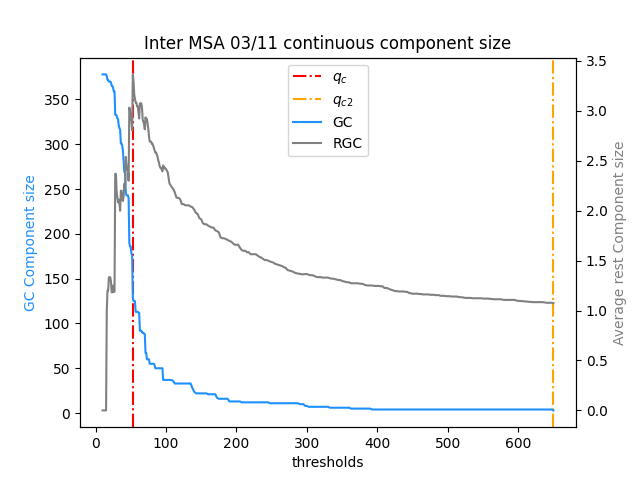 Inter MSA 03/11 continuous component size
q_c
q_c2
GC
RGC
GC Component size
0
50
100
150
200
250
300
350
Average rest component size
0.0
0.5
1.0
1.5
2.0
2.5
3.0
3.5
0 100 200 300 400 500 600
thresholds